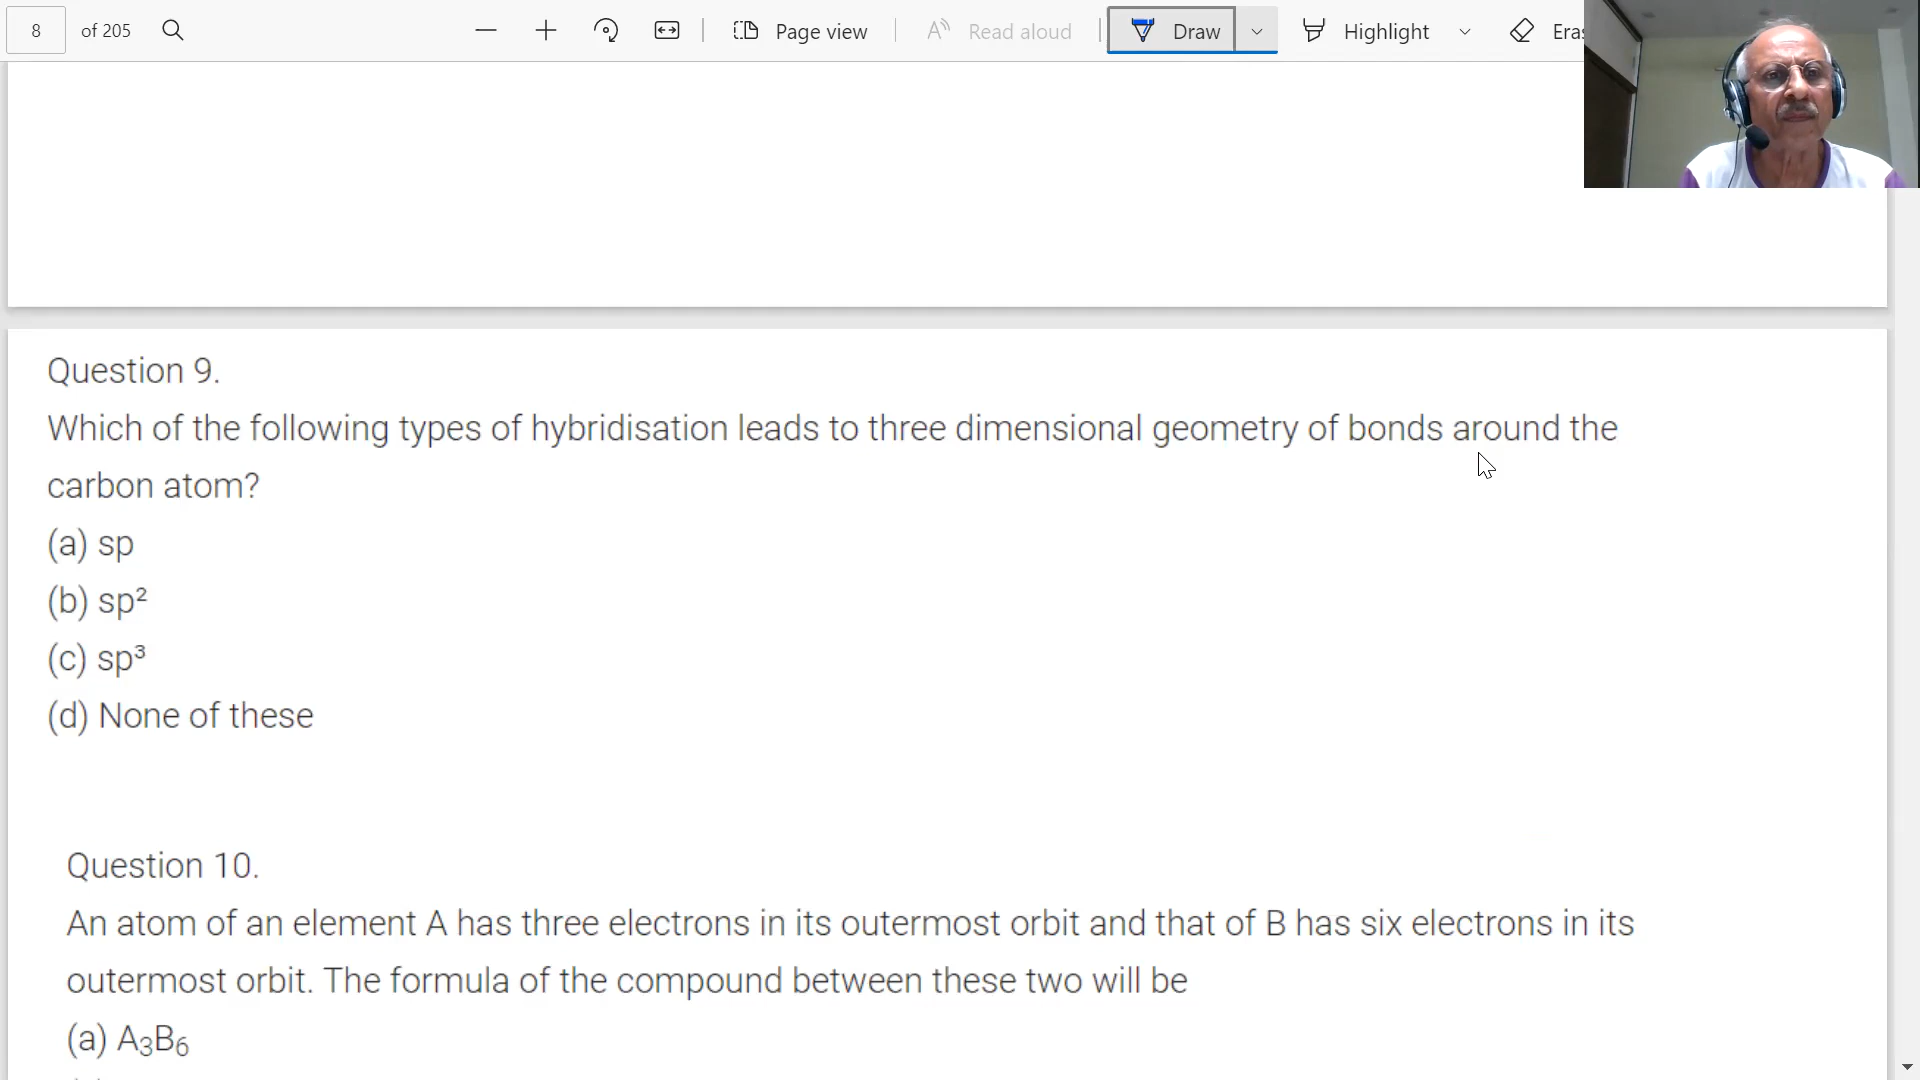 8 of 205 Page view Read aloud Draw Highlight
Question 9.
Which of the following types of hybridisation leads to three dimensional geometry of bonds around the
carbon atom?
(a) sp
(b) sp²
(c) sp³
(d) None of these
Question 10.
An atom of an element A has three electrons in its outermost orbit and that of B has six electrons in its
outermost orbit. The formula of the compound between these two will be
(a) A₃B₆